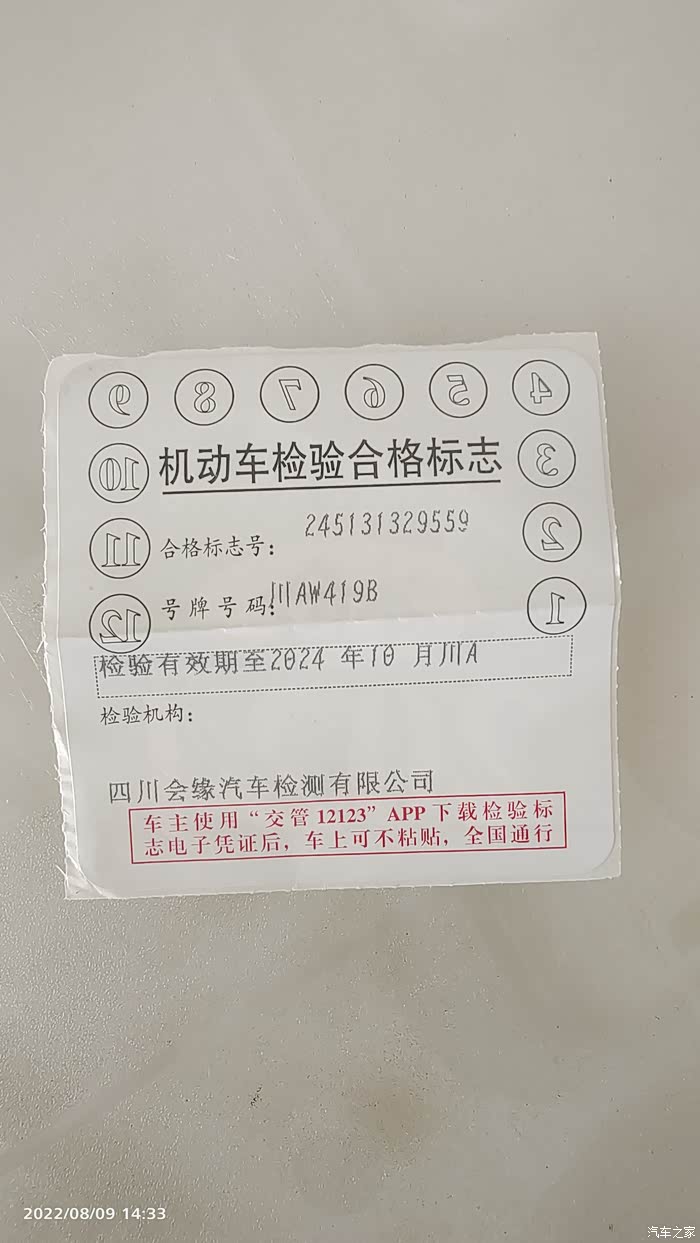 9 8 7 6 5 4
10 机动车检验合格标志 3
11 合格标志号： 245131329559 2
12 号牌号码： 川AW419B 1
检验有效期至2024 年10 月川A
检验机构：
四川会缘汽车检测有限公司
车主使用“交管12123”APP下载检验标
志电子凭证后，车上可不粘贴，全国通行
2022/08/09 14:33
汽车之家